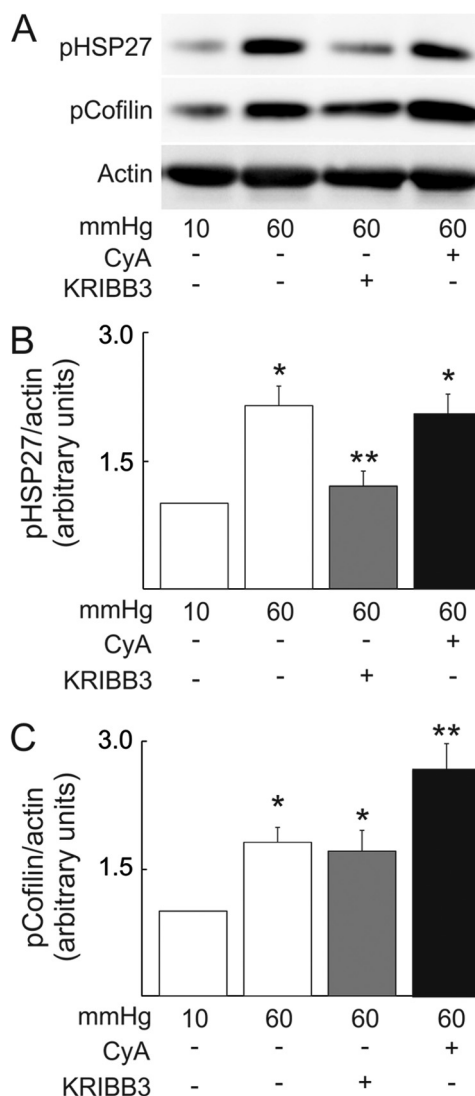 A
pHSP27
pCofilin
Actin
mmHg 10 60 60 60
CyA - - - +
KRIBB3 - - + -
B
pHSP27/actin
(arbitrary units)
3.0
1.5
*
**
*
mmHg 10 60 60 60
CyA - - - +
KRIBB3 - - + -
C
pCofilin/actin
(arbitrary units)
3.0
1.5
*
*
**
mmHg 10 60 60 60
CyA - - - +
KRIBB3 - - + -